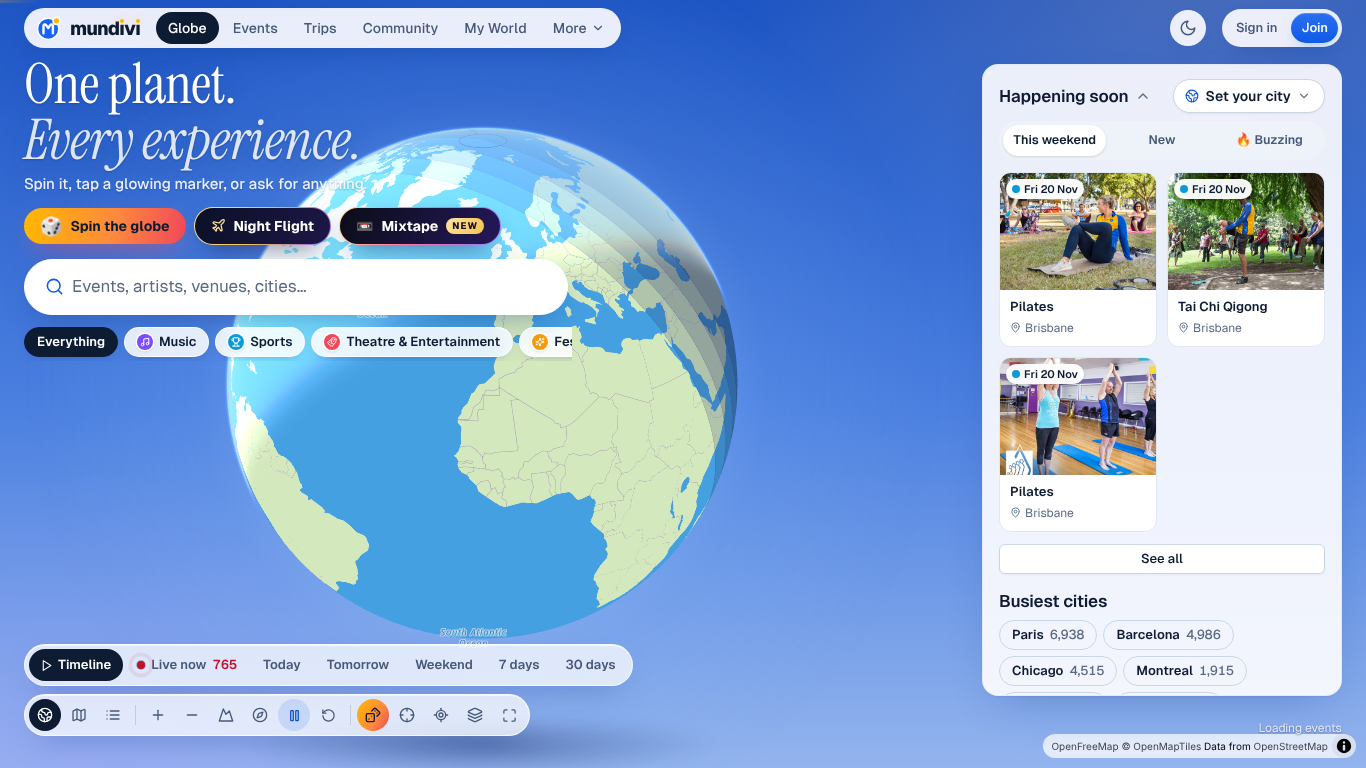 mundivi
Globe
Events
Trips
Community
My World
More
Sign in
Join
One planet.
Every experience.
Spin it, tap a glowing marker, or ask for anything.
Spin the globe
Night Flight
Mixtape NEW
Events, artists, venues, cities...
Everything
Music
Sports
Theatre & Entertainment
Happening soon
Set your city
This weekend
New
Buzzing
Fri 20 Nov
Pilates
Brisbane
Fri 20 Nov
Tai Chi Qigong
Brisbane
Fri 20 Nov
Pilates
Brisbane
See all
Busiest cities
Paris 6,938
Barcelona 4,986
Chicago 4,515
Montreal 1,915
South Atlantic
Ocean
Timeline
Live now 765
Today
Tomorrow
Weekend
7 days
30 days
Loading events
OpenFreeMap © OpenMapTiles Data from OpenStreetMap